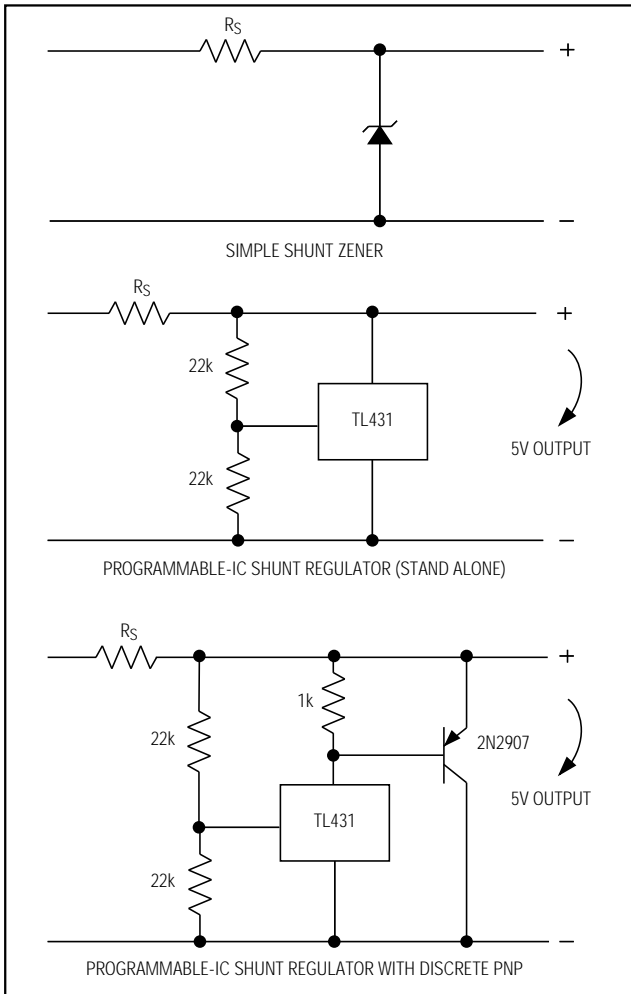 RS
+
−
SIMPLE SHUNT ZENER
RS
+
22k
TL431
5V OUTPUT
22k
−
PROGRAMMABLE-IC SHUNT REGULATOR (STAND ALONE)
RS
+
1k
22k
2N2907
5V OUTPUT
TL431
22k
−
PROGRAMMABLE-IC SHUNT REGULATOR WITH DISCRETE PNP